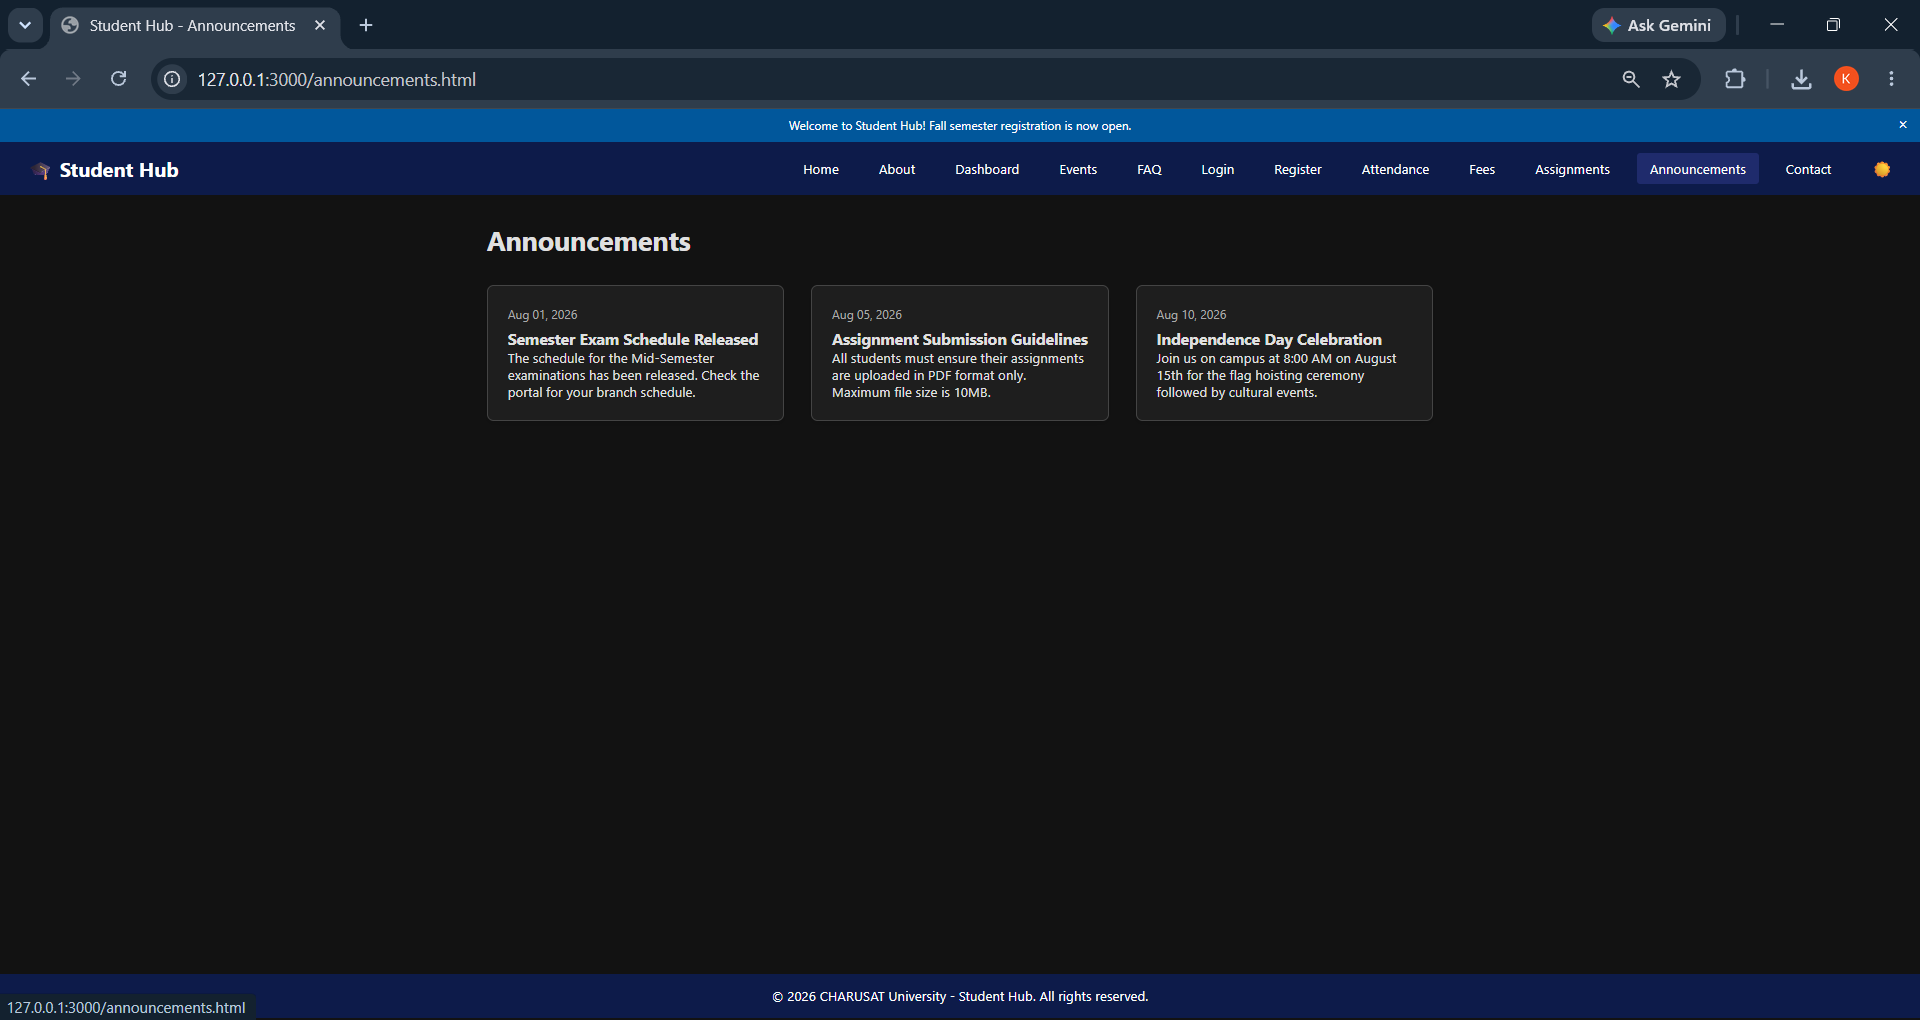 Student Hub - Announcements
Ask Gemini
127.0.0.1:3000/announcements.html
K
Welcome to Student Hub! Fall semester registration is now open.
Student Hub
Home
About
Dashboard
Events
FAQ
Login
Register
Attendance
Fees
Assignments
Announcements
Contact
Announcements
Aug 01, 2026
Semester Exam Schedule Released
The schedule for the Mid-Semester
examinations has been released. Check the
portal for your branch schedule.
Aug 05, 2026
Assignment Submission Guidelines
All students must ensure their assignments
are uploaded in PDF format only.
Maximum file size is 10MB.
Aug 10, 2026
Independence Day Celebration
Join us on campus at 8:00 AM on August
15th for the flag hoisting ceremony
followed by cultural events.
© 2026 CHARUSAT University - Student Hub. All rights reserved.
127.0.0.1:3000/announcements.html